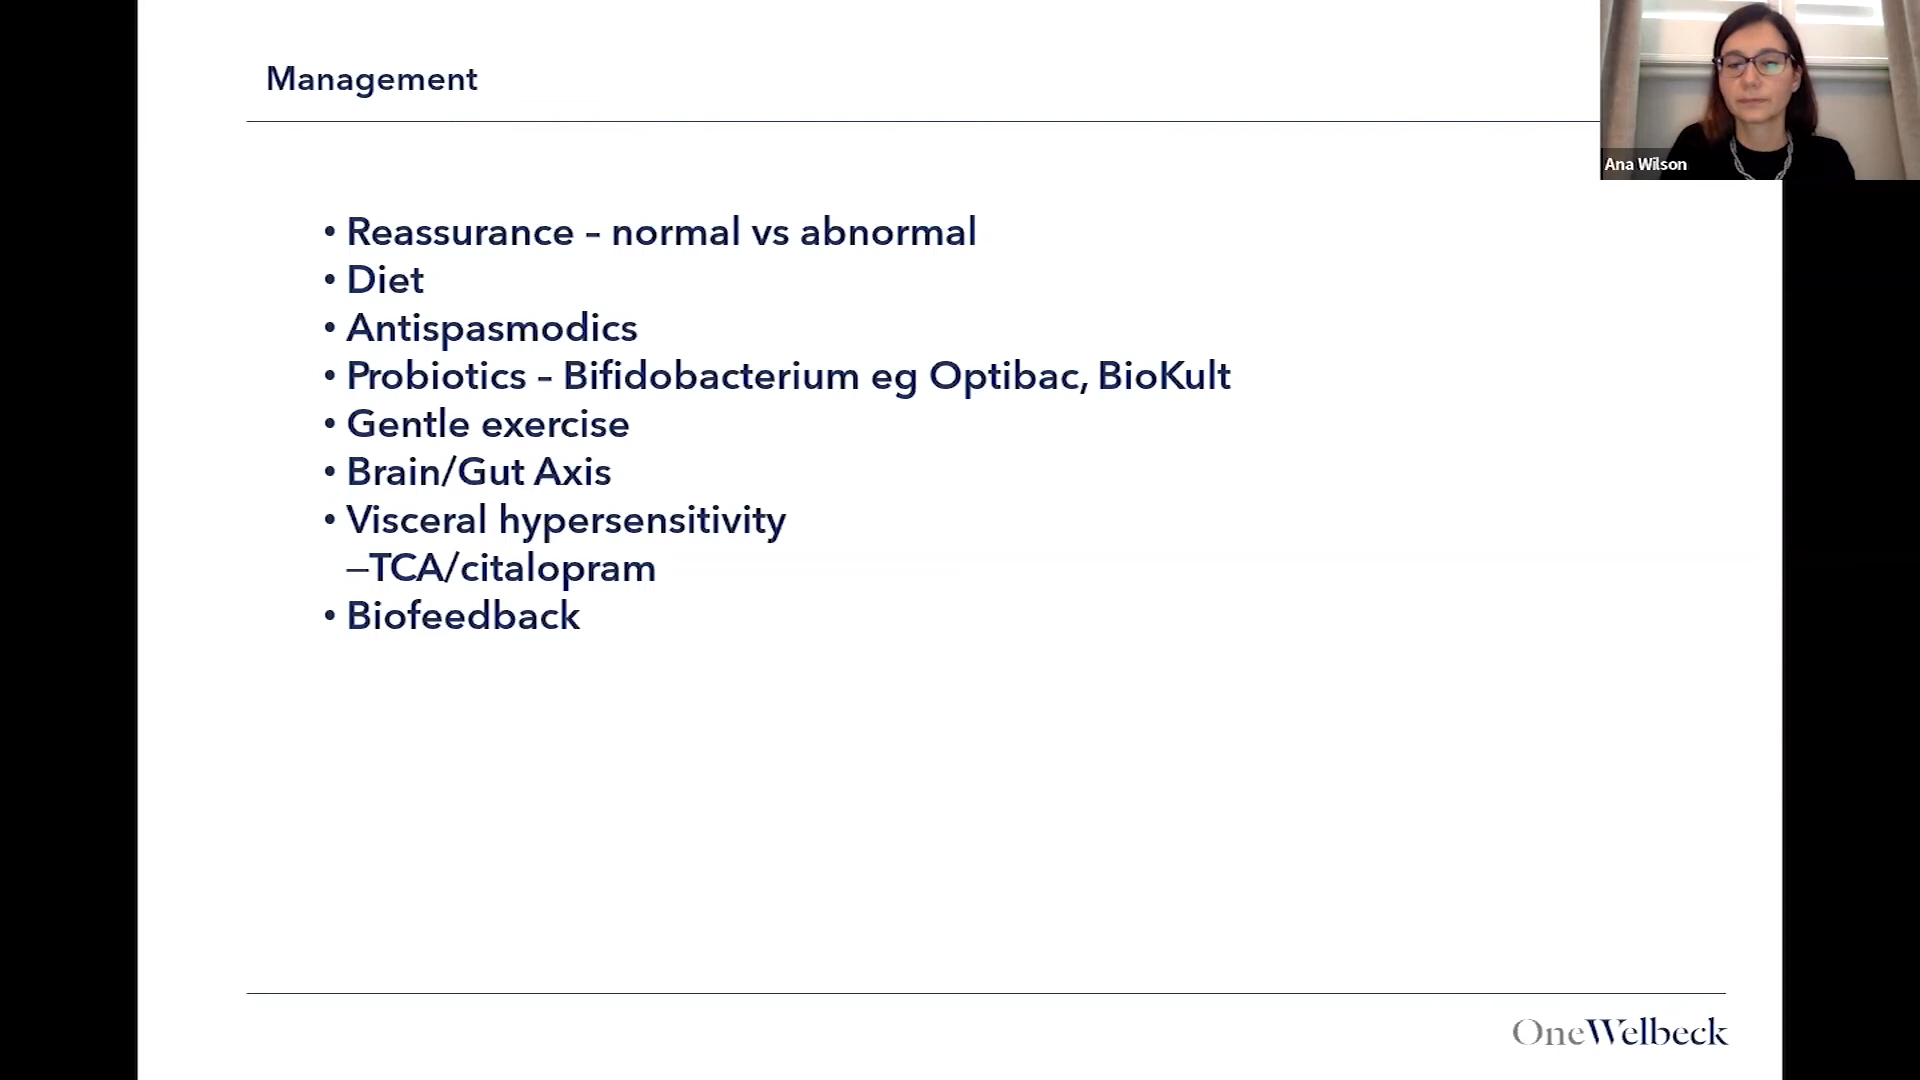 Management
Ana Wilson
• Reassurance – normal vs abnormal
• Diet
• Antispasmodics
• Probiotics – Bifidobacterium eg Optibac, BioKult
• Gentle exercise
• Brain/Gut Axis
• Visceral hypersensitivity
–TCA/citalopram
• Biofeedback
OneWelbeck